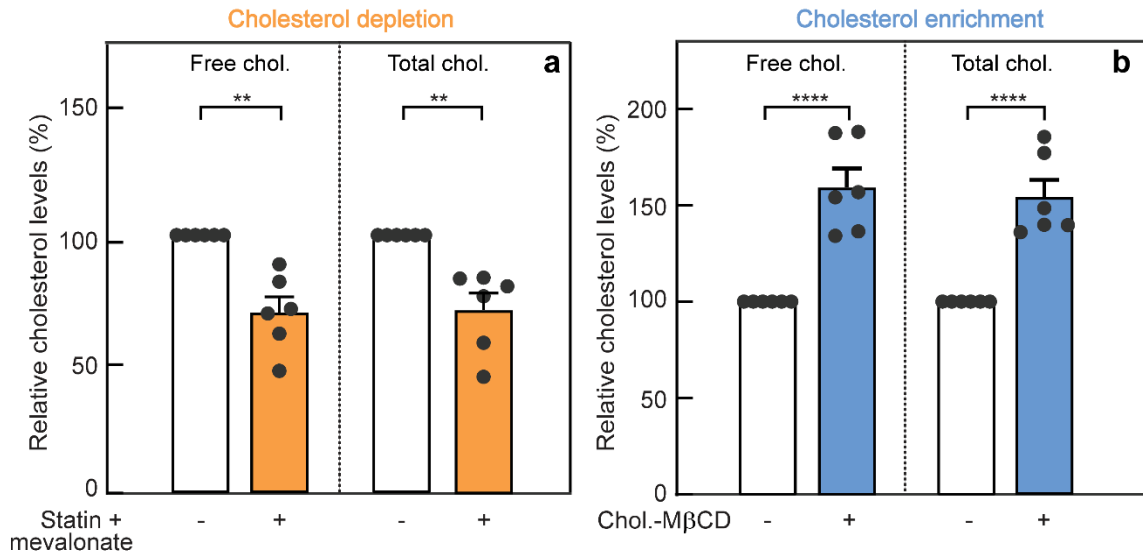 Cholesterol depletion
Free chol.
Total chol.
a
**
**
150
100
50
0
Relative cholesterol levels (%)
Statin +
mevalonate
- + - +
Cholesterol enrichment
Free chol.
Total chol.
b
****
****
200
150
100
50
0
Relative cholesterol levels (%)
Chol.-MβCD - + - +